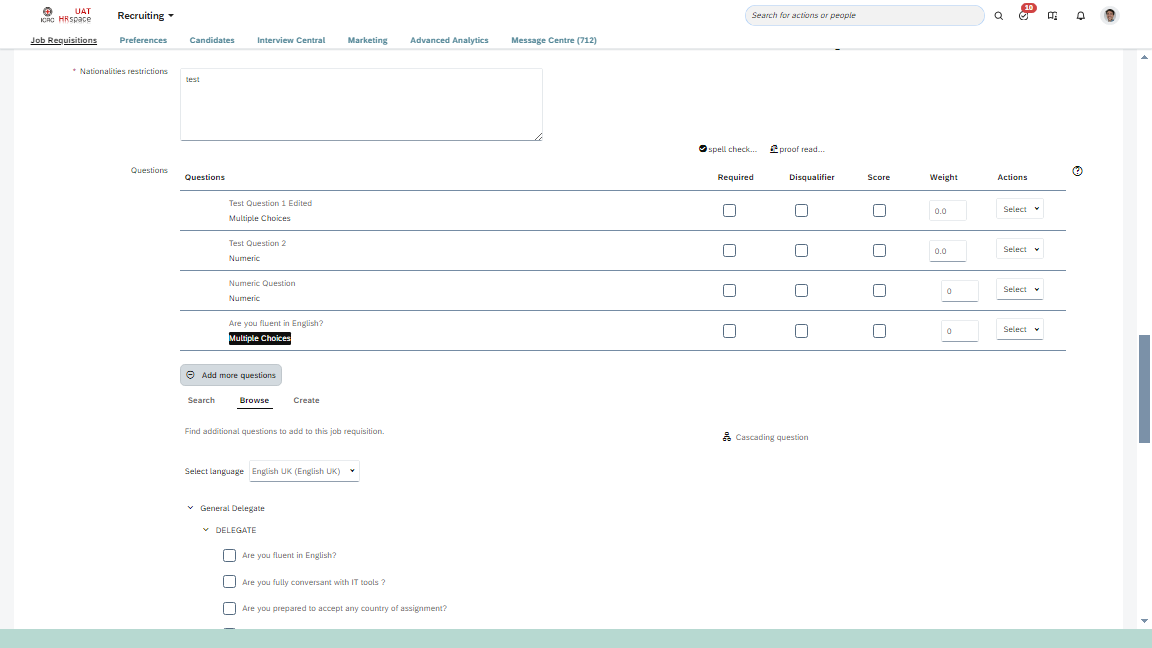 ICRC UAT HRspace
Recruiting
Search for actions or people
10
Job Requisitions Preferences Candidates Interview Central Marketing Advanced Analytics Message Centre (712)
* Nationalities restrictions
test
spell check... proof read...
Questions
Questions Required Disqualifier Score Weight Actions
Test Question 1 Edited
Multiple Choices
0.0 Select
Test Question 2
Numeric
0.0 Select
Numeric Question
Numeric
0 Select
Are you fluent in English?
Multiple Choices
0 Select
Add more questions
Search Browse Create
Find additional questions to add to this job requisition.
Cascading question
Select language English UK (English UK)
General Delegate
DELEGATE
Are you fluent in English?
Are you fully conversant with IT tools ?
Are you prepared to accept any country of assignment?